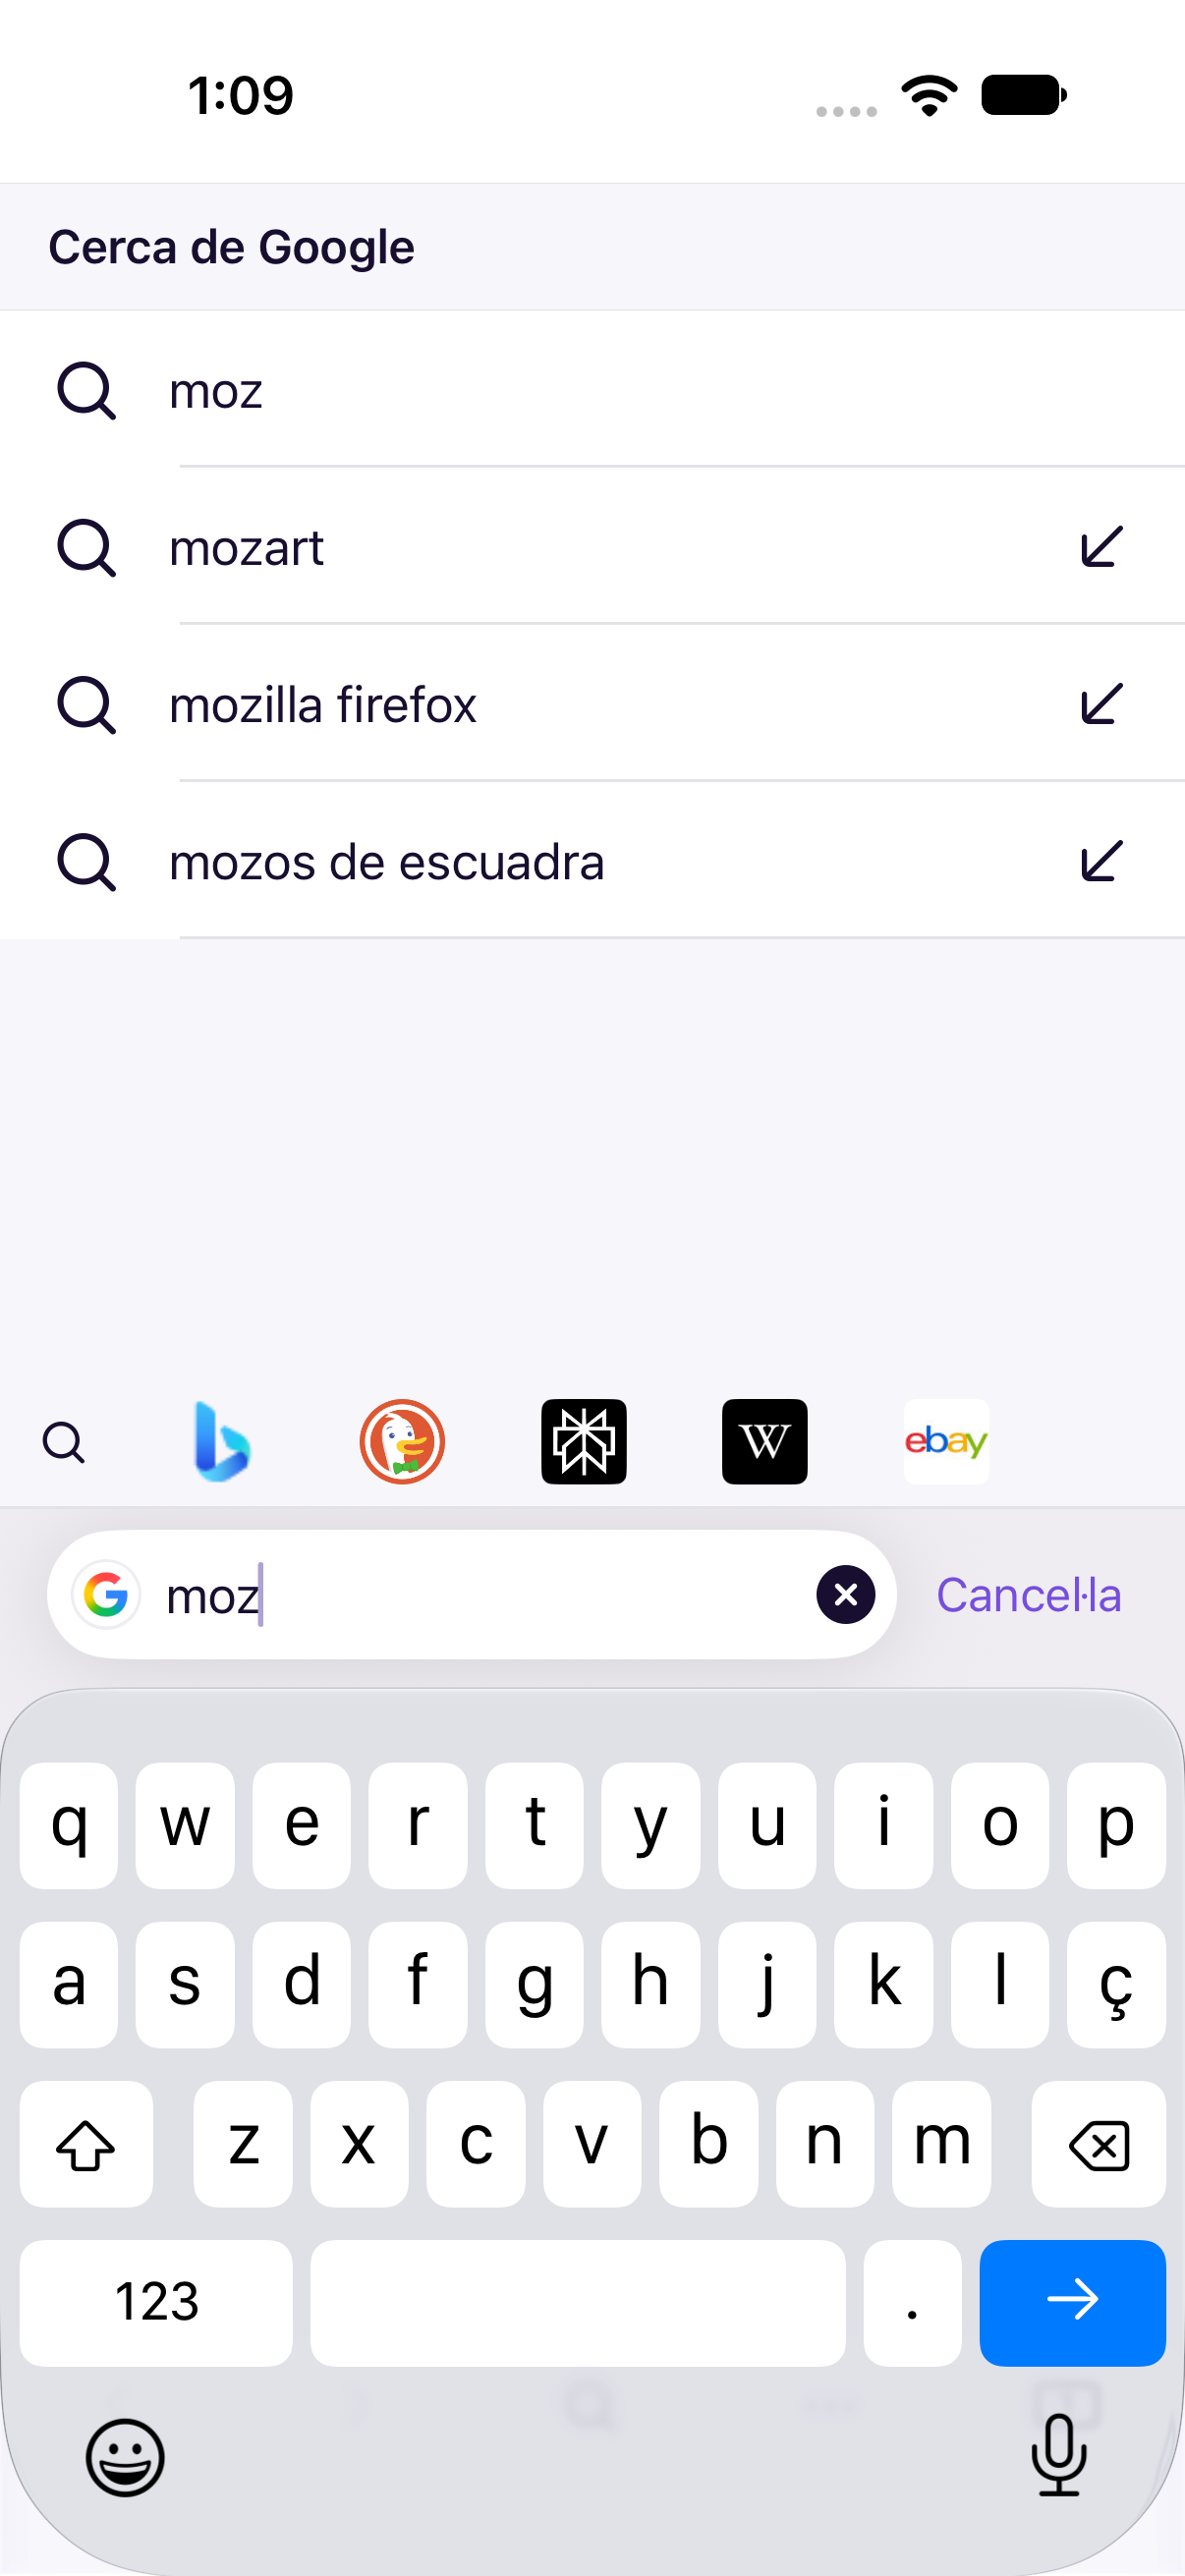 1:09
Cerca de Google
moz
mozart
mozilla firefox
mozos de escuadra
W
ebay
G moz Cancel·la
q w e r t y u i o p
a s d f g h j k l ç
z x c v b n m
123 .